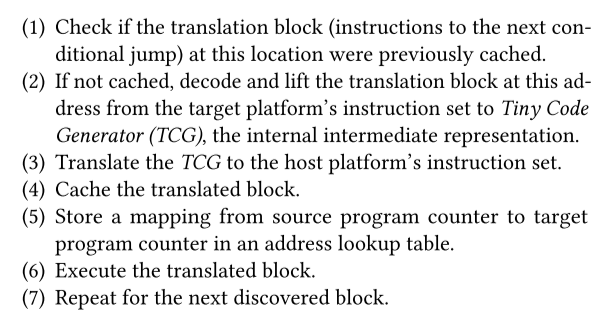 (1) Check if the translation block (instructions to the next con-
ditional jump) at this location were previously cached.
(2) If not cached, decode and lift the translation block at this ad-
dress from the target platform's instruction set to Tiny Code
Generator (TCG), the internal intermediate representation.
(3) Translate the TCG to the host platform's instruction set.
(4) Cache the translated block.
(5) Store a mapping from source program counter to target
program counter in an address lookup table.
(6) Execute the translated block.
(7) Repeat for the next discovered block.